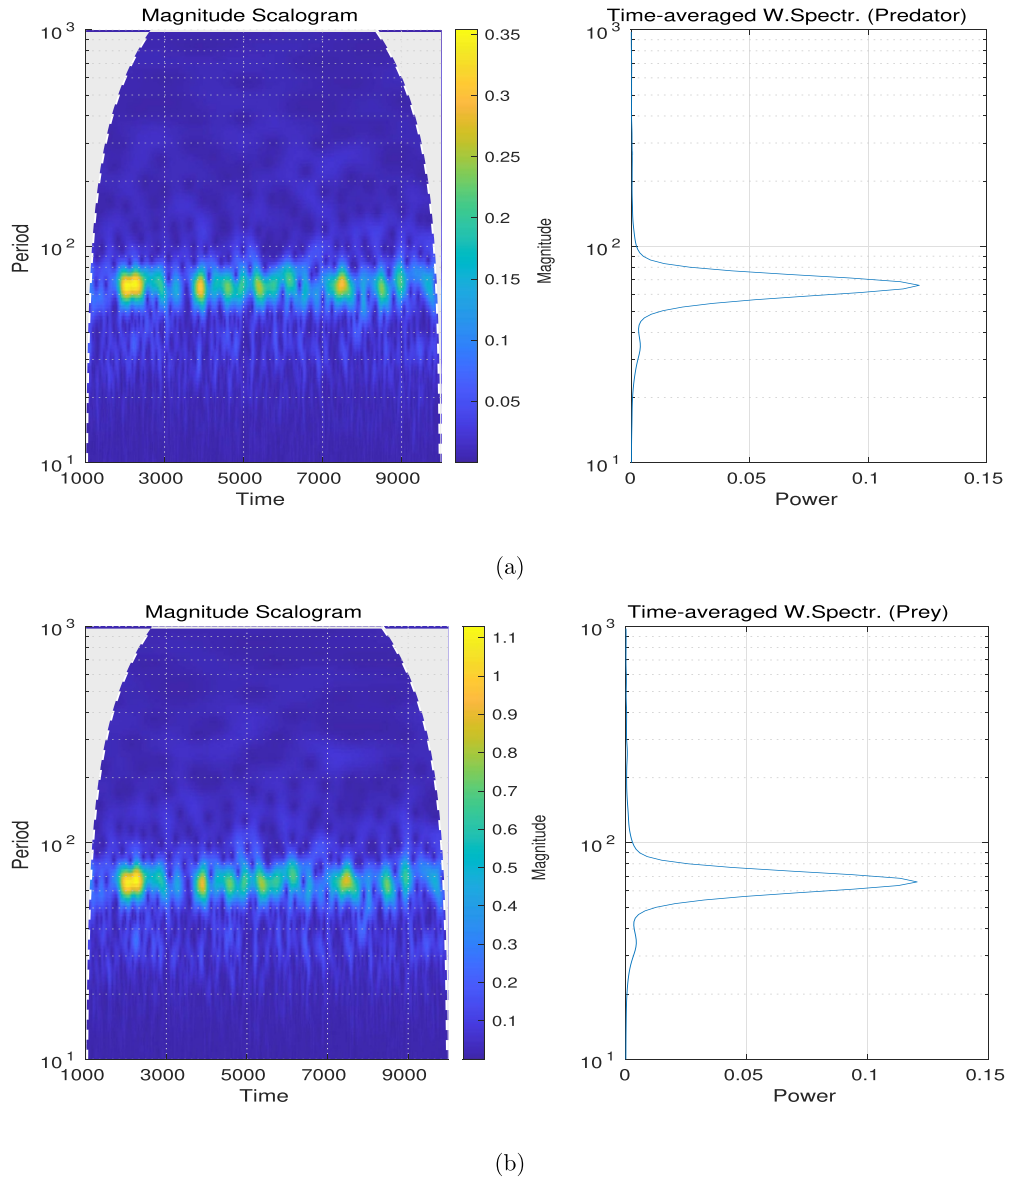 Magnitude Scalogram
10^3
10^2
10^1
Period
1000 3000 5000 7000 9000
Time
0.35
0.3
0.25
0.2
0.15
0.1
0.05
Magnitude
Time-averaged W.Spectr. (Predator)
10^3
10^2
10^1
0 0.05 0.1 0.15
Power
(a)
Magnitude Scalogram
10^3
10^2
10^1
Period
1000 3000 5000 7000 9000
Time
1.1
1
0.9
0.8
0.7
0.6
0.5
0.4
0.3
0.2
0.1
Magnitude
Time-averaged W.Spectr. (Prey)
10^3
10^2
10^1
0 0.05 0.1 0.15
Power
(b)